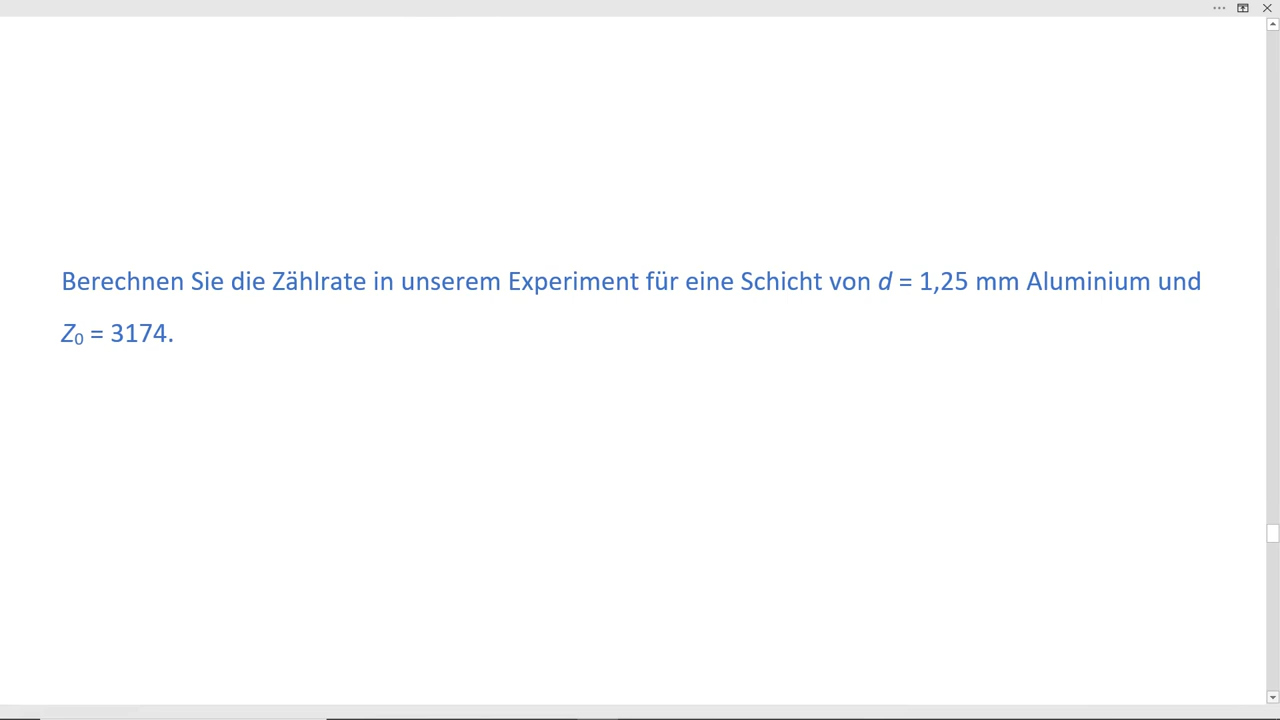 Berechnen Sie die Zählrate in unserem Experiment für eine Schicht von d = 1,25 mm Aluminium und
Z₀ = 3174.